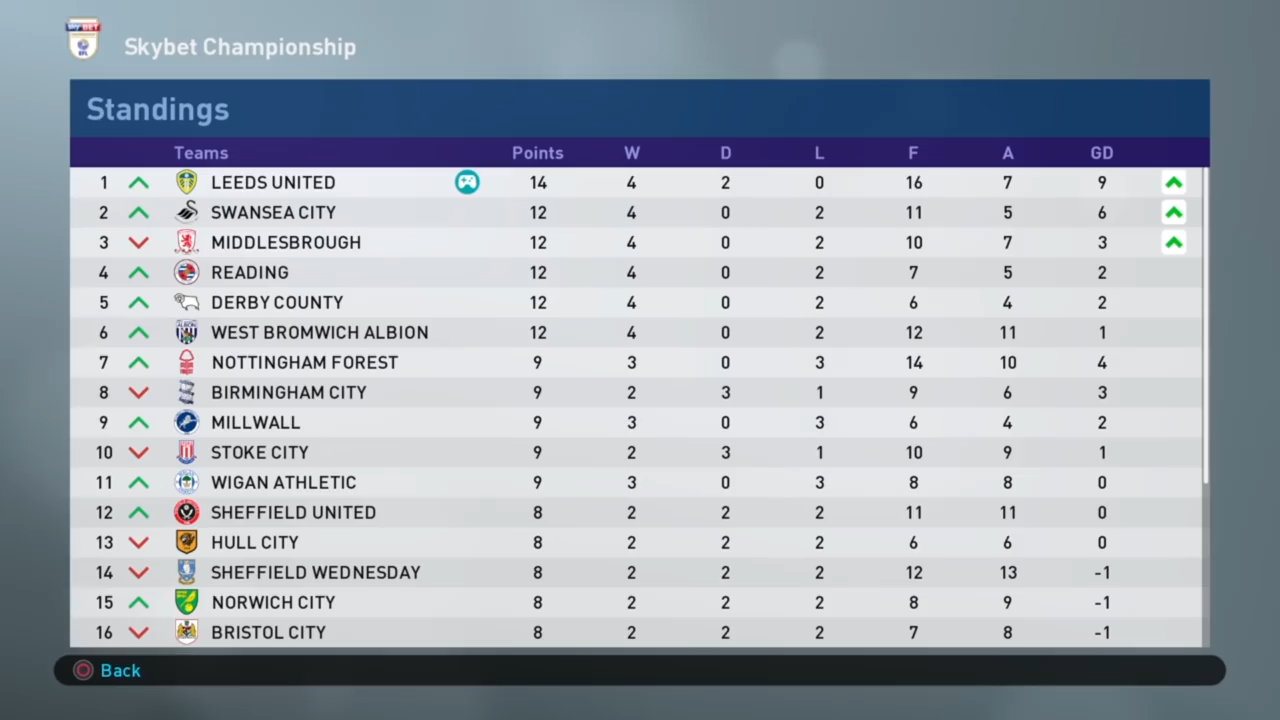 SKY BET
EFL
Skybet Championship
Standings
Teams Points W D L F A GD
1 LEEDS UNITED 14 4 2 0 16 7 9
2 SWANSEA CITY 12 4 0 2 11 5 6
3 MIDDLESBROUGH 12 4 0 2 10 7 3
4 READING 12 4 0 2 7 5 2
5 DERBY COUNTY 12 4 0 2 6 4 2
6 WEST BROMWICH ALBION 12 4 0 2 12 11 1
7 NOTTINGHAM FOREST 9 3 0 3 14 10 4
8 BIRMINGHAM CITY 9 2 3 1 9 6 3
9 MILLWALL 9 3 0 3 6 4 2
10 STOKE CITY 9 2 3 1 10 9 1
11 WIGAN ATHLETIC 9 3 0 3 8 8 0
12 SHEFFIELD UNITED 8 2 2 2 11 11 0
13 HULL CITY 8 2 2 2 6 6 0
14 SHEFFIELD WEDNESDAY 8 2 2 2 12 13 -1
15 NORWICH CITY 8 2 2 2 8 9 -1
16 BRISTOL CITY 8 2 2 2 7 8 -1
Back